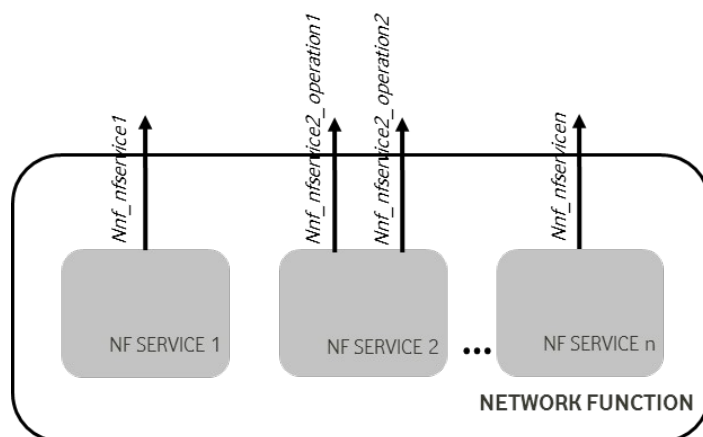 Nnf_nfservice1
Nnf_nfservice2_operation1
Nnf_nfservice2_operation2
Nnf_nfservicen
NF SERVICE 1
NF SERVICE 2
...
NF SERVICE n
NETWORK FUNCTION